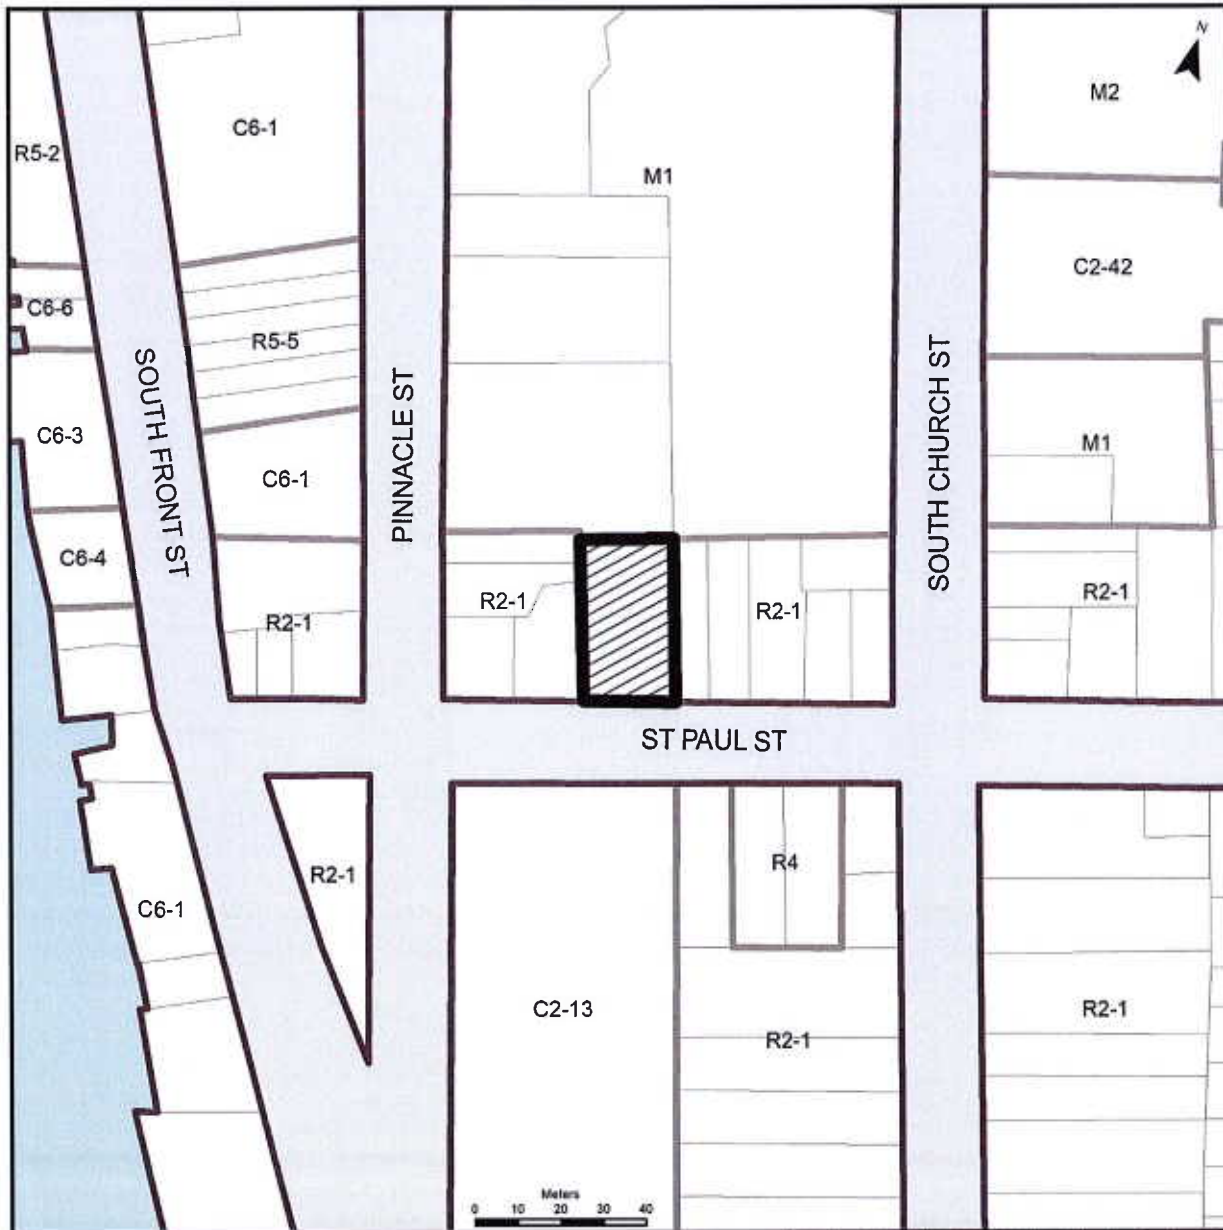 N
M2
C6-1
R5-2
M1
C2-42
C6-6
R5-5
SOUTH FRONT ST
PINNACLE ST
SOUTH CHURCH ST
C6-3
M1
C6-1
C6-4
R2-1
R2-1
R2-1
R2-1
ST PAUL ST
R4
R2-1
C6-1
C2-13
R2-1
R2-1
Meters
0 10 20 30 40